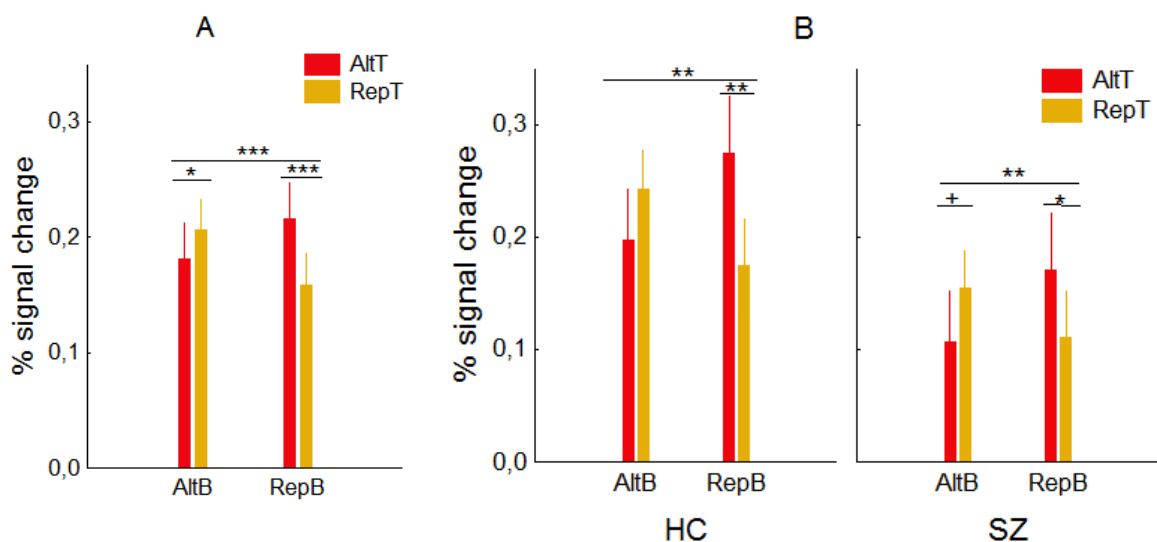 A
B
AltT
RepT
% signal change
0,3
0,2
0,1
0,0
***
*
***
AltB
RepB
% signal change
0,3
0,2
0,1
0,0
**
**
AltB
RepB
HC
AltT
RepT
**
+
*
AltB
RepB
SZ